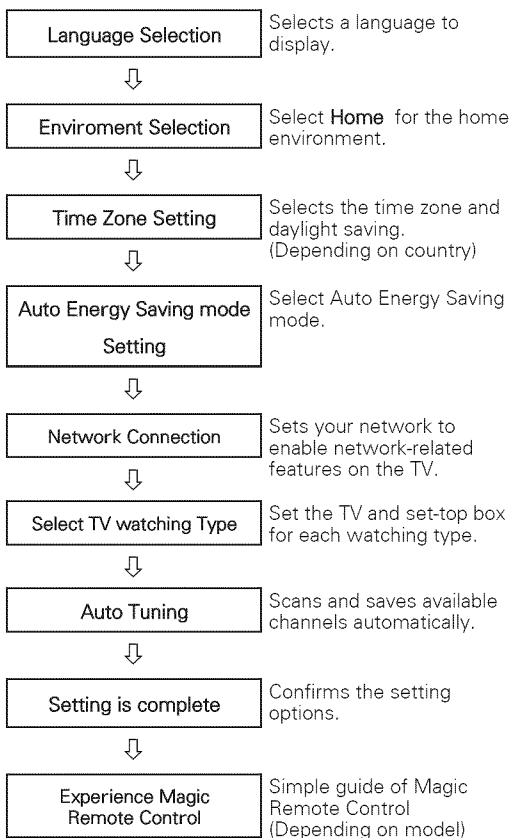 Language Selection
Selects a language to
display.
Enviroment Selection
Select Home for the home
environment.
Time Zone Setting
Selects the time zone and
daylight saving.
(Depending on country)
Auto Energy Saving mode
Setting
Select Auto Energy Saving
mode.
Network Connection
Sets your network to
enable network-related
features on the TV.
Select TV watching Type
Set the TV and set-top box
for each watching type.
Auto Tuning
Scans and saves available
channels automatically.
Setting is complete
Confirms the setting
options.
Experience Magic
Remote Control
Simple guide of Magic
Remote Control
(Depending on model)